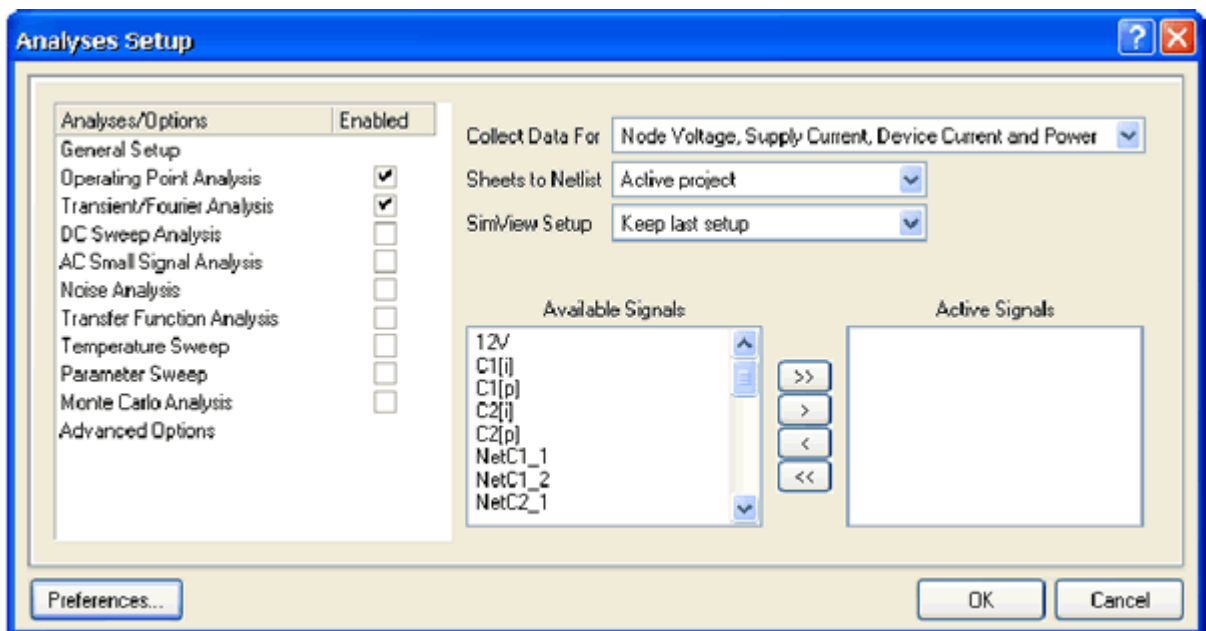 Analyses Setup
Analyses/Options Enabled
General Setup
Operating Point Analysis
Transient/Fourier Analysis
DC Sweep Analysis
AC Small Signal Analysis
Noise Analysis
Transfer Function Analysis
Temperature Sweep
Parameter Sweep
Monte Carlo Analysis
Advanced Options
Collect Data For Node Voltage, Supply Current, Device Current and Power
Sheets to Netlist Active project
SimView Setup Keep last setup
Available Signals
12V
C1[i]
C1[p]
C2[i]
C2[p]
NetC1_1
NetC1_2
NetC2_1
>>
>
<
<<
Active Signals
Preferences...
OK
Cancel